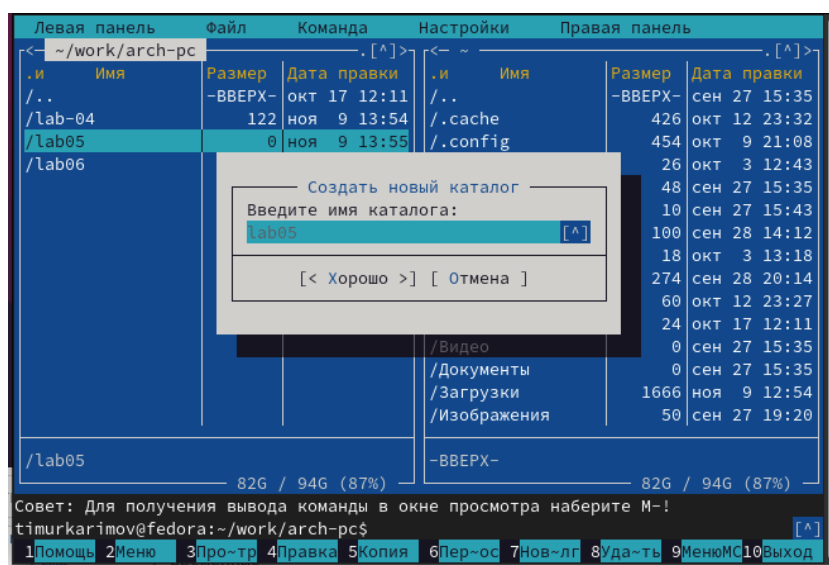 Левая панель Файл Команда Настройки Правая панель
<— ~/work/arch-pc .[^]> <— ~ .[^]>
.и Имя Размер Дата правки .и Имя Размер Дата правки
/.. -ВВЕРХ- окт 17 12:11 /.. -ВВЕРХ- сен 27 15:35
/lab-04 122 ноя 9 13:54 /.cache 426 окт 12 23:32
/lab05 0 ноя 9 13:55 /.config 454 окт 9 21:08
/lab06 26 окт 3 12:43
Создать новый каталог 48 сен 27 15:35
Введите имя каталога: 10 сен 27 15:43
lab05 [^] 100 сен 28 14:12
18 окт 3 13:18
[< Хорошо >] [ Отмена ] 274 сен 28 20:14
60 окт 12 23:27
24 окт 17 12:11
/Видео 0 сен 27 15:35
/Документы 0 сен 27 15:35
/Загрузки 1666 ноя 9 12:54
/Изображения 50 сен 27 19:20
/lab05 -ВВЕРХ-
82G / 94G (87%) 82G / 94G (87%)
Совет: Для получения вывода команды в окне просмотра наберите M-!
timurkarimov@fedora:~/work/arch-pc$ [^]
1Помощь 2Меню 3Про~тр 4Правка 5Копия 6Пер~ос 7Нов~лг 8Уда~ть 9МенюMC 10Выход